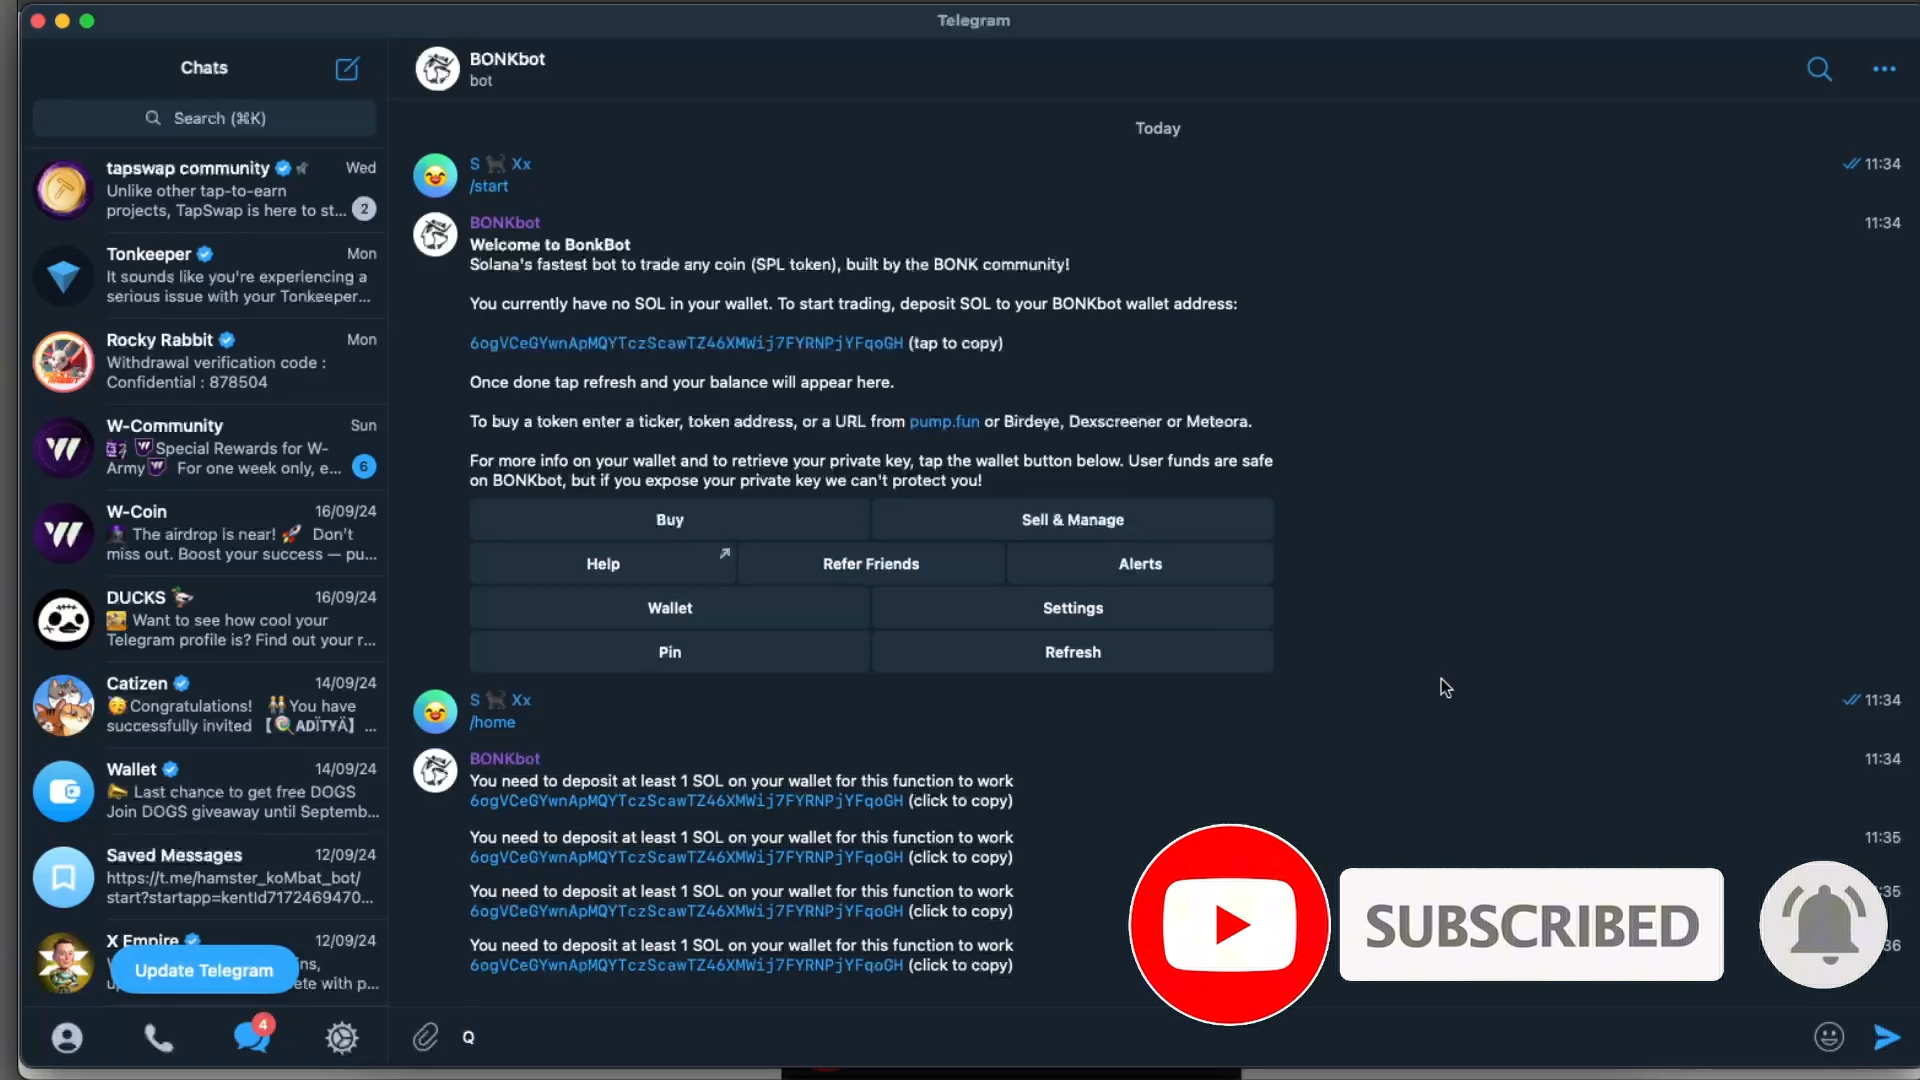 Telegram
Chats
Search (⌘K)
tapswap community
Wed
Unlike other tap-to-earn
projects, TapSwap is here to st...
2
Tonkeeper
Mon
It sounds like you're experiencing a
serious issue with your Tonkeeper...
Rocky Rabbit
Mon
Withdrawal verification code :
Confidential : 878504
W-Community
Sun
Special Rewards for W-
Army For one week only, e...
6
W-Coin
16/09/24
The airdrop is near! 🚀 Don't
miss out. Boost your success — pu...
DUCKS
16/09/24
Want to see how cool your
Telegram profile is? Find out your r...
Catizen
14/09/24
🥳Congratulations! 👬You have
successfully invited 【🍭ADÏTYÄ】 ...
Wallet
14/09/24
Last chance to get free DOGS
Join DOGS giveaway until Septemb...
Saved Messages
12/09/24
https://t.me/hamster_koMbat_bot/
start?startapp=kentId7172469470...
X Empire
12/09/24
ns,
ete with p...
Update Telegram
4
BONKbot
bot
Today
S 🐈‍⬛ Xx
11:34
/start
BONKbot
11:34
Welcome to BonkBot
Solana's fastest bot to trade any coin (SPL token), built by the BONK community!
You currently have no SOL in your wallet. To start trading, deposit SOL to your BONKbot wallet address:
6ogVCeGYwnApMQYTczScawTZ46XMWij7FYRNPjYFqoGH (tap to copy)
Once done tap refresh and your balance will appear here.
To buy a token enter a ticker, token address, or a URL from pump.fun or Birdeye, Dexscreener or Meteora.
For more info on your wallet and to retrieve your private key, tap the wallet button below. User funds are safe
on BONKbot, but if you expose your private key we can't protect you!
Buy
Sell & Manage
Help
Refer Friends
Alerts
Wallet
Settings
Pin
Refresh
S 🐈‍⬛ Xx
11:34
/home
BONKbot
11:34
You need to deposit at least 1 SOL on your wallet for this function to work
6ogVCeGYwnApMQYTczScawTZ46XMWij7FYRNPjYFqoGH (click to copy)
You need to deposit at least 1 SOL on your wallet for this function to work
11:35
6ogVCeGYwnApMQYTczScawTZ46XMWij7FYRNPjYFqoGH (click to copy)
You need to deposit at least 1 SOL on your wallet for this function to work
35
6ogVCeGYwnApMQYTczScawTZ46XMWij7FYRNPjYFqoGH (click to copy)
You need to deposit at least 1 SOL on your wallet for this function to work
36
6ogVCeGYwnApMQYTczScawTZ46XMWij7FYRNPjYFqoGH (click to copy)
SUBSCRIBED
Q